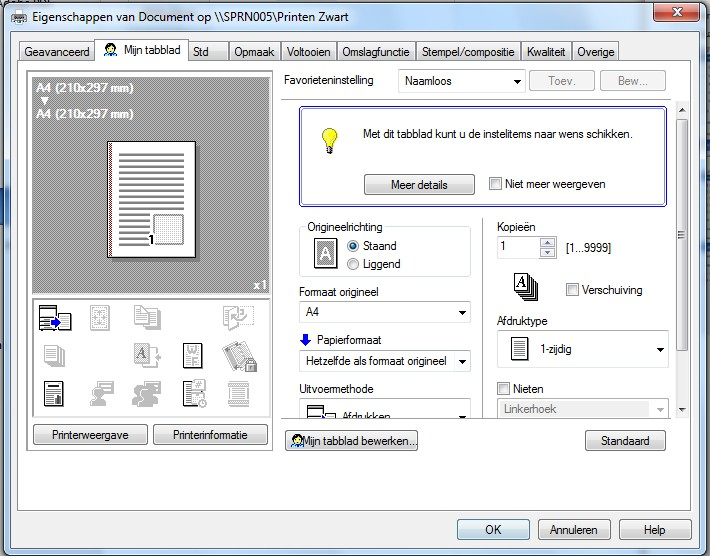 Eigenschappen van Document op \\SPRN005\Printen Zwart
Geavanceerd
Mijn tabblad
Std
Opmaak
Voltooien
Omslagfunctie
Stempel/compositie
Kwaliteit
Overige
A4 (210x297 mm)
A4 (210x297 mm)
1
x1
Printerweergave
Printerinformatie
Favorieteninstelling
Naamloos
Toev.
Bew...
Met dit tabblad kunt u de instelitems naar wens schikken.
Meer details
Niet meer weergeven
Origineelrichting
A
Staand
Liggend
Formaat origineel
A4
Papierformaat
Hetzelfde als formaat origineel
Uitvoermethode
Afdrukken
Kopieën
1
[1...9999]
Verschuiving
Afdruktype
1-zijdig
Nieten
Linkerhoek
Mijn tabblad bewerken...
Standaard
OK
Annuleren
Help